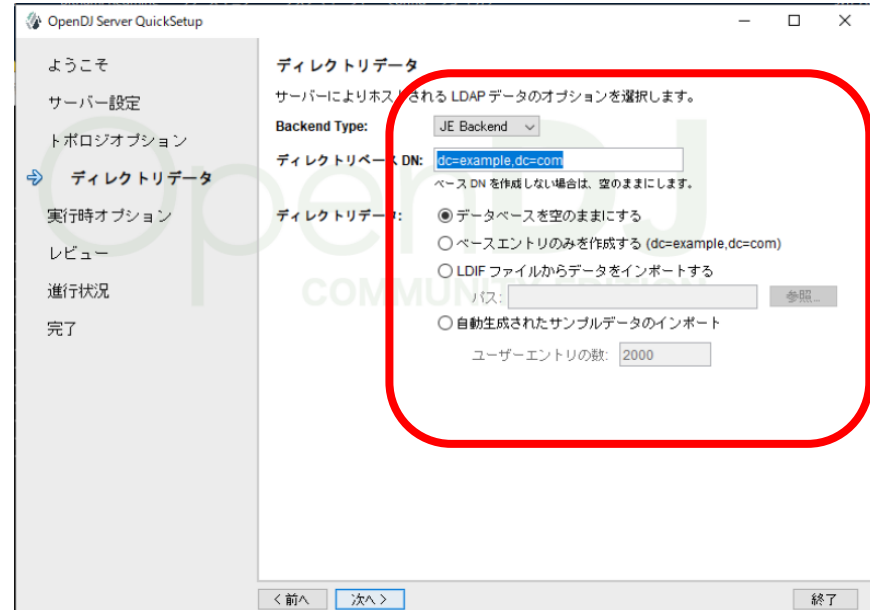 OpenDJ Server QuickSetup
ようこそ
サーバー設定
トポロジオプション
ディレクトリデータ
実行時オプション
レビュー
進行状況
完了
ディレクトリデータ
サーバーによりホストされる LDAP データのオプションを選択します。
Backend Type: JE Backend
ディレクトリベース DN: dc=example,dc=com
ベース DN を作成しない場合は、空のままにします。
ディレクトリデータ: データベースを空のままにする
ベースエントリのみを作成する (dc=example,dc=com)
LDIF ファイルからデータをインポートする
パス: 参照...
自動生成されたサンプルデータのインポート
ユーザーエントリの数: 2000
OpenDJ
COMMUNITY EDITION
< 前へ 次へ > 終了